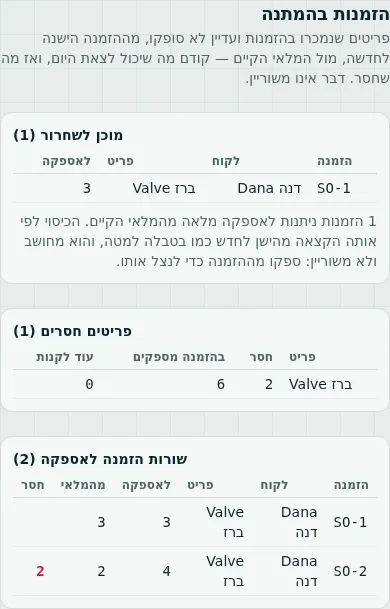 הזמנות בהמתנה
פריטים שנמכרו בהזמנות ועדיין לא סופקו, מההזמנה הישנה
לחדשה, מול המלאי הקיים — קודם מה שיכול לצאת היום, ואז מה
שחסר. דבר אינו משוריין.
מוכן לשחרור (1)
הזמנה לקוח פריט לאספקה
SO-1 דנה Dana ברז Valve 3
1 הזמנות ניתנות לאספקה מלאה מהמלאי הקיים. הכיסוי לפי
אותה הקצאה מהישן לחדש כמו בטבלה למטה, והוא מחושב
ולא משוריין: ספקו מההזמנה כדי לנצל אותו.
פריטים חסרים (1)
פריט חסר בהזמנה מספקים עוד לקנות
ברז Valve 2 6 0
שורות הזמנה לאספקה (2)
הזמנה לקוח פריט לאספקה מהמלאי חסר
SO-1 Dana דנה Valve ברז 3 3
SO-2 Dana דנה Valve ברז 4 2 2